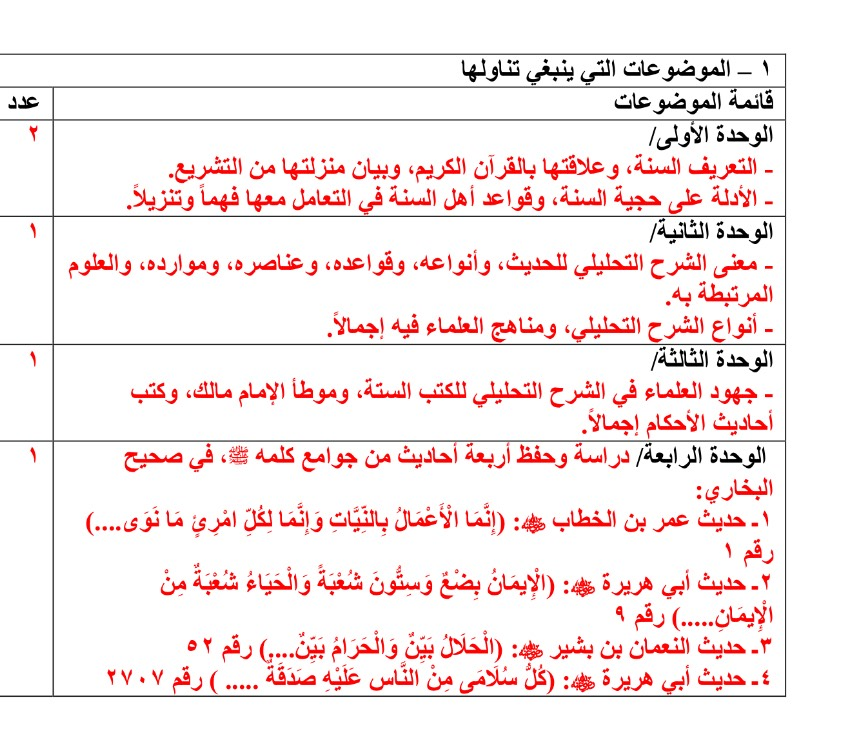 ١ – الموضوعات التي ينبغي تناولها
قائمة الموضوعات
عدد
الوحدة الأولى/
٢
- التعريف السنة، وعلاقتها بالقرآن الكريم، وبيان منزلتها من التشريع.
- الأدلة على حجية السنة، وقواعد أهل السنة في التعامل معها فهماً وتنزيلاً.
الوحدة الثانية/
١
- معنى الشرح التحليلي للحديث، وأنواعه، وقواعده، وعناصره، وموارده، والعلوم
المرتبطة به.
- أنواع الشرح التحليلي، ومناهج العلماء فيه إجمالاً.
الوحدة الثالثة/
١
- جهود العلماء في الشرح التحليلي للكتب الستة، وموطأ الإمام مالك، وكتب
أحاديث الأحكام إجمالاً.
الوحدة الرابعة/ دراسة وحفظ أربعة أحاديث من جوامع كلمه ﷺ، في صحيح
١
البخاري:
١ـ حديث عمر بن الخطاب ﷺ: (إِنَّمَا الْأَعْمَالُ بِالنِّيَّاتِ وَإِنَّمَا لِكُلِّ امْرِئٍ مَا نَوَى....)
رقم ١
٢ـ حديث أبي هريرة ﷺ: (الْإِيمَانُ بِضْعٌ وَسِتُّونَ شُعْبَةً وَالْحَيَاءُ شُعْبَةٌ مِنْ
الْإِيمَانِ.....) رقم ٩
٣ـ حديث النعمان بن بشير ﷺ: (الْحَلَالُ بَيِّنٌ وَالْحَرَامُ بَيِّنٌ....) رقم ٥٢
٤ـ حديث أبي هريرة ﷺ: (كُلُّ سُلَامَى مِنْ النَّاسِ عَلَيْهِ صَدَقَةٌ ..... ) رقم ٢٧٠٧